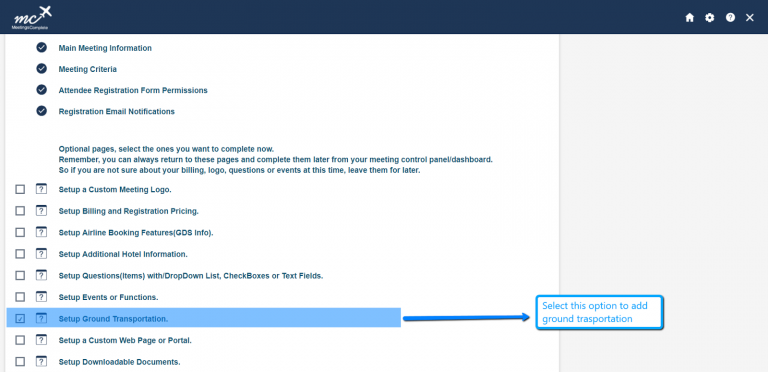 mc
MeetingsComplete
Main Meeting Information
Meeting Criteria
Attendee Registration Form Permissions
Registration Email Notifications
Optional pages, select the ones you want to complete now.
Remember, you can always return to these pages and complete them later from your meeting control panel/dashboard.
So if you are not sure about your billing, logo, questions or events at this time, leave them for later.
Setup a Custom Meeting Logo.
Setup Billing and Registration Pricing.
Setup Airline Booking Features(GDS Info).
Setup Additional Hotel Information.
Setup Questions(Items) with/DropDown List, CheckBoxes or Text Fields.
Setup Events or Functions.
Setup Ground Transportation.
Select this option to add
ground trasportation
Setup a Custom Web Page or Portal.
Setup Downloadable Documents.